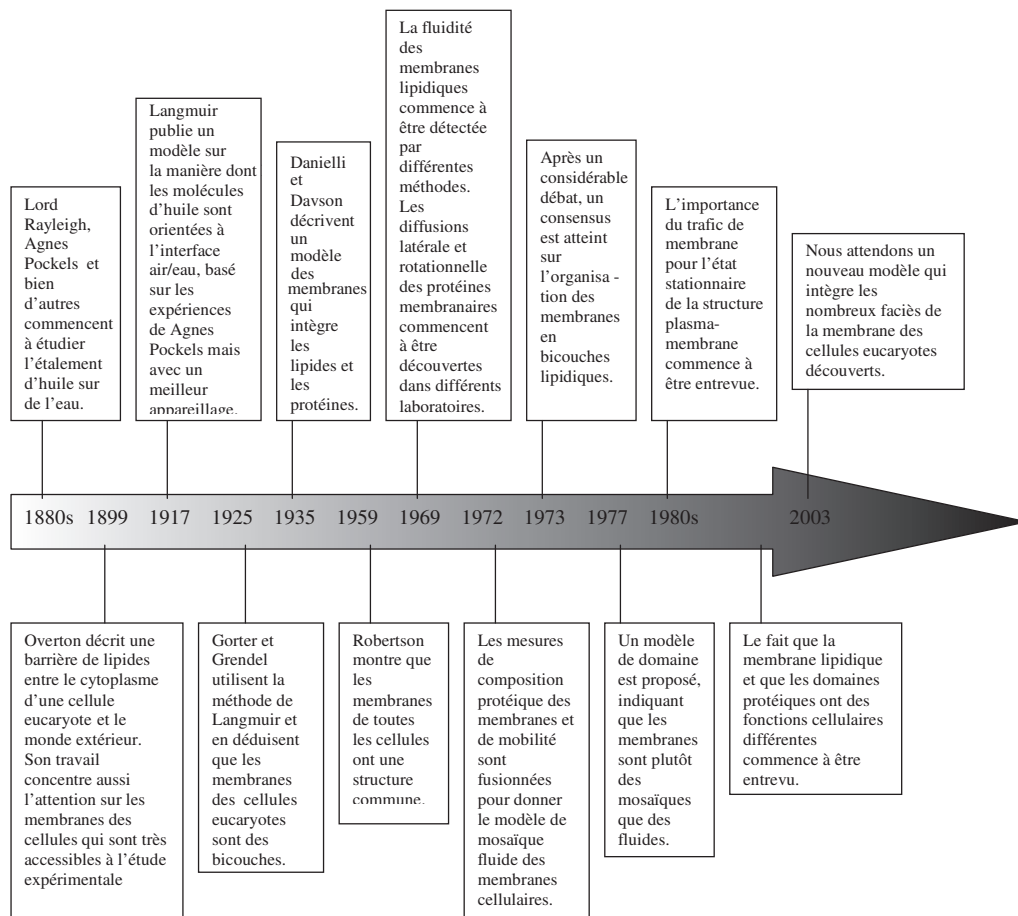 Lord
Rayleigh,
Agnes
Pockels et
bien
d'autres
commencent
à étudier
l'étalement
d'huile sur
de l'eau.
Langmuir
publie un
modèle sur
la manière dont
les molécules
d'huile sont
orientées à
l'interface
air/eau, basé
sur les
expériences
de Agnes
Pockels mais
avec un
meilleur
appareillage.
Danielli
et
Davson
décrivent
un
modèle
des
membranes
qui
intègre
les
lipides et
les
protéines.
La fluidité
des
membranes
lipidiques
commence à
être détectée
par
différentes
méthodes.
Les
diffusions
latérale et
rotationnelle
des protéines
membranaires
commencent
à être
découvertes
dans différents
laboratoires.
Après un
considérable
débat, un
consensus
est atteint
sur
l'organisa -
tion des
membranes
en
bicouches
lipidiques.
L'importance
du trafic de
membrane
pour l'état
stationnaire
de la structure
plasma-
membrane
commence à
être entrevue.
Nous attendons un
nouveau modèle qui
intègre les
nombreux faciès de
la membrane des
cellules eucaryotes
découverts.
1880s 1899 1917 1925 1935 1959 1969 1972 1973 1977 1980s 2003
Overton décrit une
barrière de lipides
entre le cytoplasme
d'une cellule
eucaryote et le
monde extérieur.
Son travail
concentre aussi
l'attention sur les
membranes des
cellules qui sont très
accessibles à l'étude
expérimentale
Gorter et
Grendel
utilisent la
méthode de
Langmuir et
en déduisent
que les
membranes
des cellules
eucaryotes
sont des
bicouches.
Robertson
montre que
les
membranes
de toutes
les cellules
ont une
structure
commune.
Les mesures
de
composition
protéique des
membranes et
de mobilité
sont
fusionnées
pour donner
le modèle de
mosaïque
fluide des
membranes
cellulaires.
Un modèle
de domaine
est proposé,
indiquant
que les
membranes
sont plutôt
des
mosaïques
que des
fluides.
Le fait que la
membrane lipidique
et que les domaines
protéiques ont des
fonctions cellulaires
différentes
commence à être
entrevu.